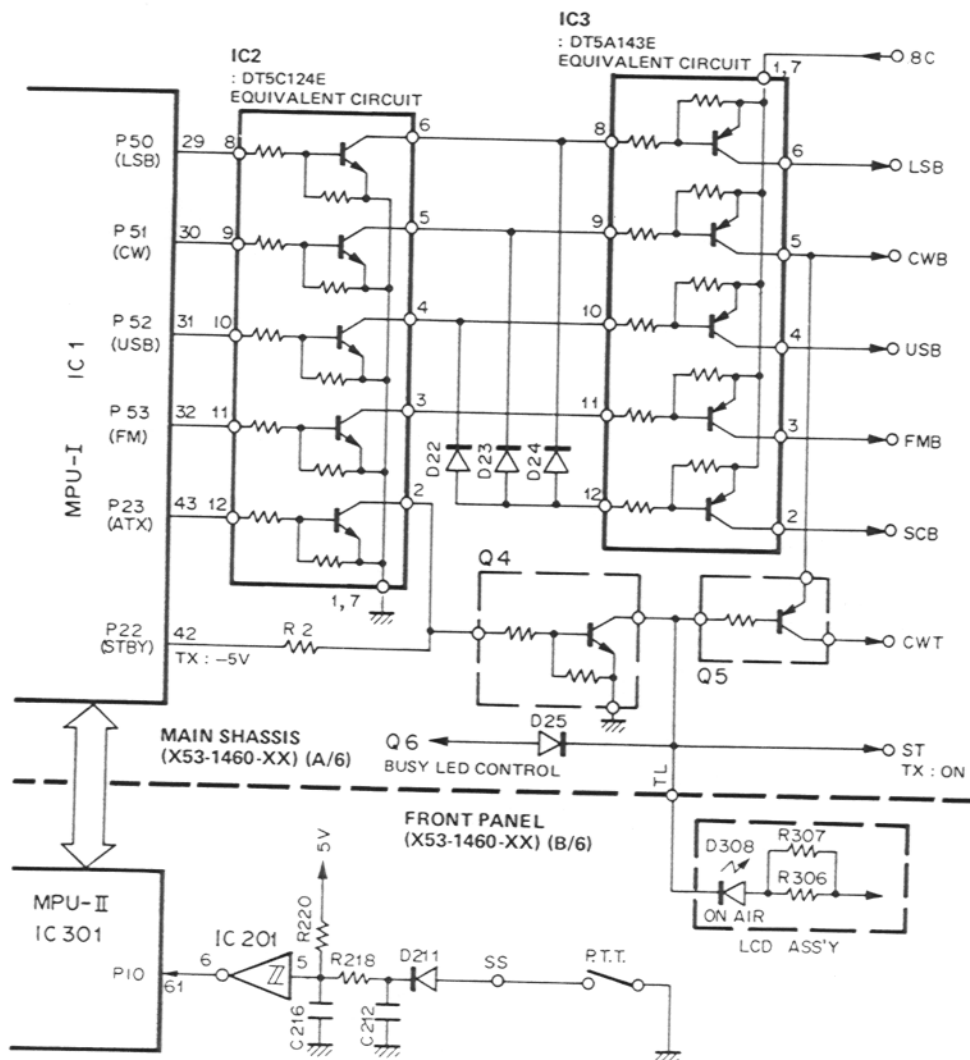 IC3
: DT5A143E
EQUIVALENT CIRCUIT
IC2
: DT5C124E
EQUIVALENT CIRCUIT
8C
1, 7
MPU-I IC 1
P50
(LSB)
29
8
6
8
6
LSB
P51
(CW)
30
9
5
9
5
CWB
P52
(USB)
31
10
4
10
4
USB
P53
(FM)
32
11
3
11
3
FMB
D22
D23
D24
P23
(ATX)
43
12
2
12
2
SCB
1, 7
Q4
P22
(STBY)
42
TX : –5V
R2
Q5
CWT
MAIN SHASSIS
(X53-1460-XX) (A/6)
Q6
BUSY LED CONTROL
D25
ST
TX : ON
TL
FRONT PANEL
(X53-1460-XX) (B/6)
5V
R307
D308
R306
ON AIR
LCD ASS'Y
MPU-II
IC301
P10
61
6
IC 201
5
R220
R218
D211
SS
P.T.T.
C216
C212